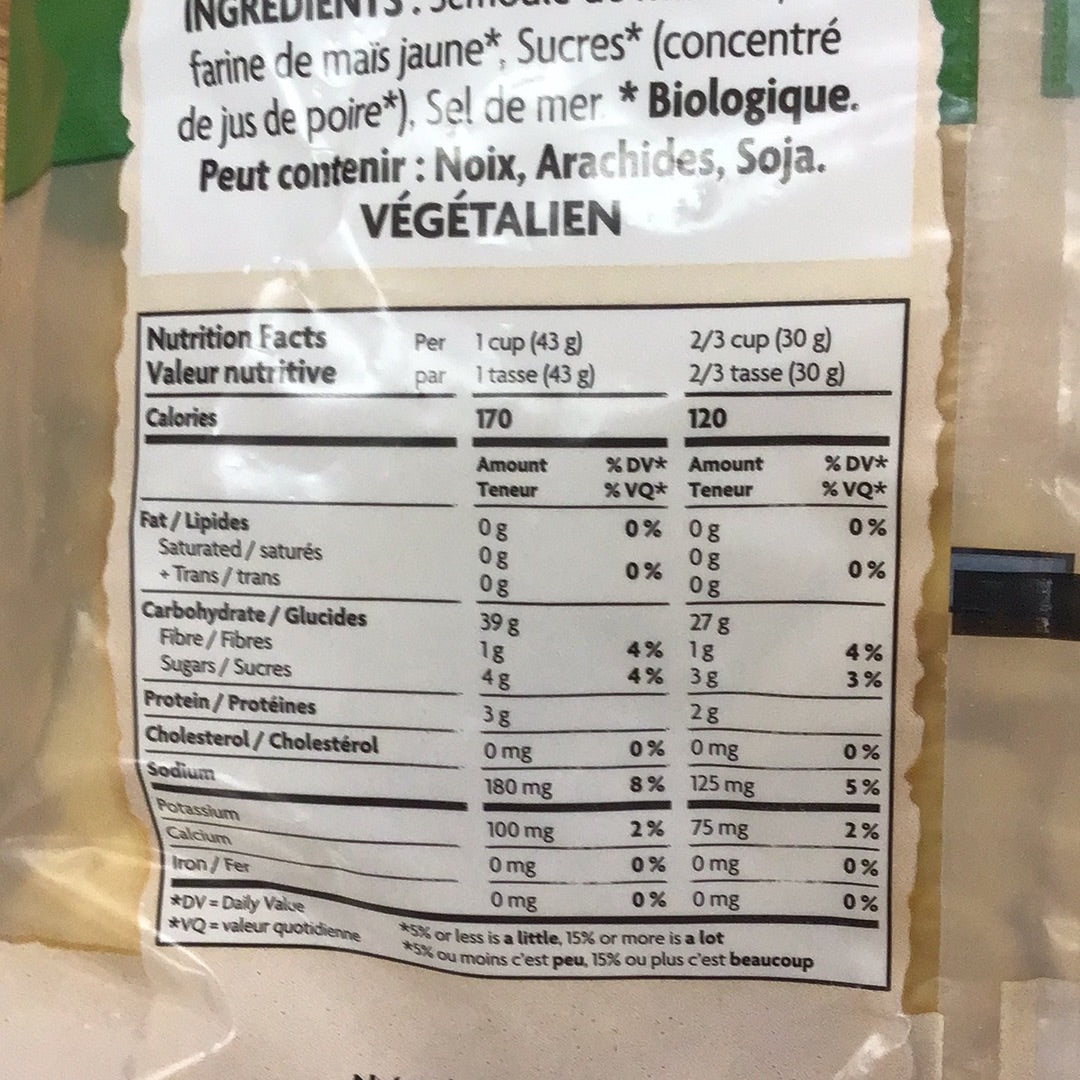 INGRÉDIENTS :
farine de maïs jaune*, Sucres* (concentré
de jus de poire*), Sel de mer. * Biologique.
Peut contenir : Noix, Arachides, Soja.
VÉGÉTALIEN
Nutrition Facts Per 1 cup (43 g) 2/3 cup (30 g)
Valeur nutritive par 1 tasse (43 g) 2/3 tasse (30 g)
Calories 170 120
Amount % DV* Amount % DV*
Teneur % VQ* Teneur % VQ*
Fat / Lipides 0 g 0 % 0 g 0 %
Saturated / saturés 0 g 0 % 0 g 0 %
+ Trans / trans 0 g 0 g
Carbohydrate / Glucides 39 g 27 g
Fibre / Fibres 1 g 4 % 1 g 4 %
Sugars / Sucres 4 g 4 % 3 g 3 %
Protein / Protéines 3 g 2 g
Cholesterol / Cholestérol 0 mg 0 % 0 mg 0 %
Sodium 180 mg 8 % 125 mg 5 %
Potassium 100 mg 2 % 75 mg 2 %
Calcium 0 mg 0 % 0 mg 0 %
Iron / Fer 0 mg 0 % 0 mg 0 %
*DV = Daily Value *5% or less is a little, 15% or more is a lot
*VQ = valeur quotidienne *5% ou moins c'est peu, 15% ou plus c'est beaucoup